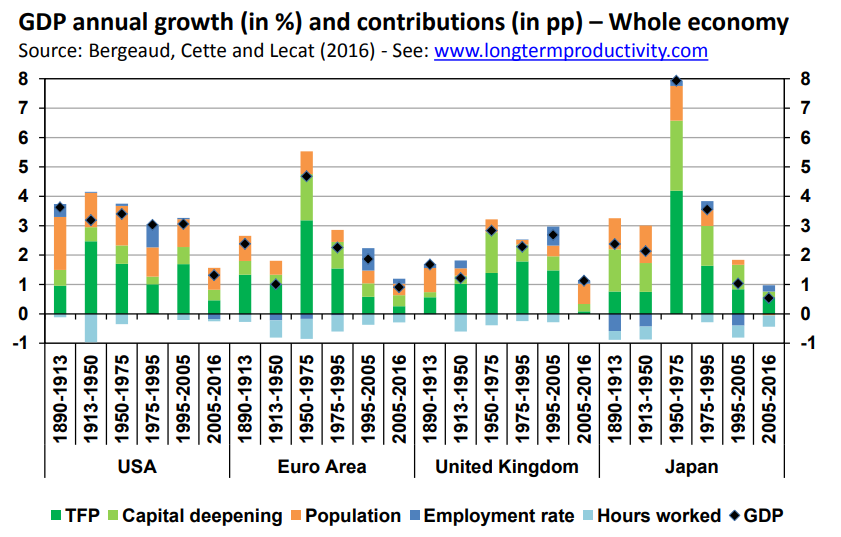 GDP annual growth (in %) and contributions (in pp) – Whole economy
Source: Bergeaud, Cette and Lecat (2016) - See: www.longtermproductivity.com
8 8
7 7
6 6
5 5
4 4
3 3
2 2
1 1
0 0
-1 -1
1890-1913 1913-1950 1950-1975 1975-1995 1995-2005 2005-2016 1890-1913 1913-1950 1950-1975 1975-1995 1995-2005 2005-2016 1890-1913 1913-1950 1950-1975 1975-1995 1995-2005 2005-2016 1890-1913 1913-1950 1950-1975 1975-1995 1995-2005 2005-2016
USA Euro Area United Kingdom Japan
TFP Capital deepening Population Employment rate Hours worked GDP